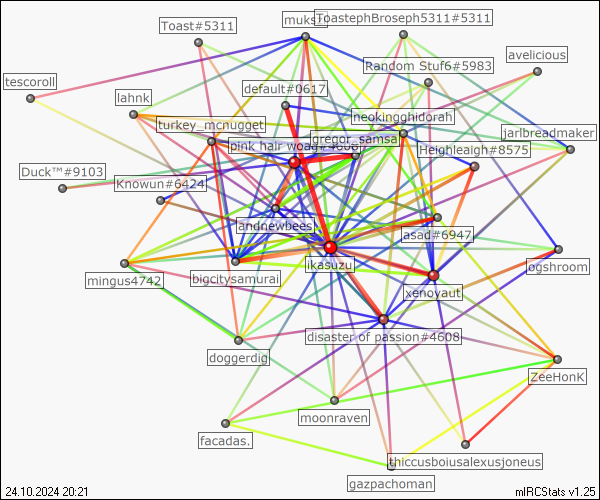 muks
ToastephBroseph5311#5311
Toast#5311
avelicious
Random Stuf6#5983
tescoroll
default#0617
lahnk
neokingghidorah
turkey_mcnugget
gregor_samsa
jarlbreadmaker
pink hair woag
Heighleaigh#8575
Duck™#9103
Knowun#6424
andnewbees
asad#6947
ikasuzu
ogshroom
mingus4742
bigcitysamurai
xenoyaut
disaster of passion#4608
doggerdig
ZeeHonK
moonraven
facadas.
thiccusboiusalexusjoneus
gazpachoman
24.10.2024 20:21
mIRCStats v1.25